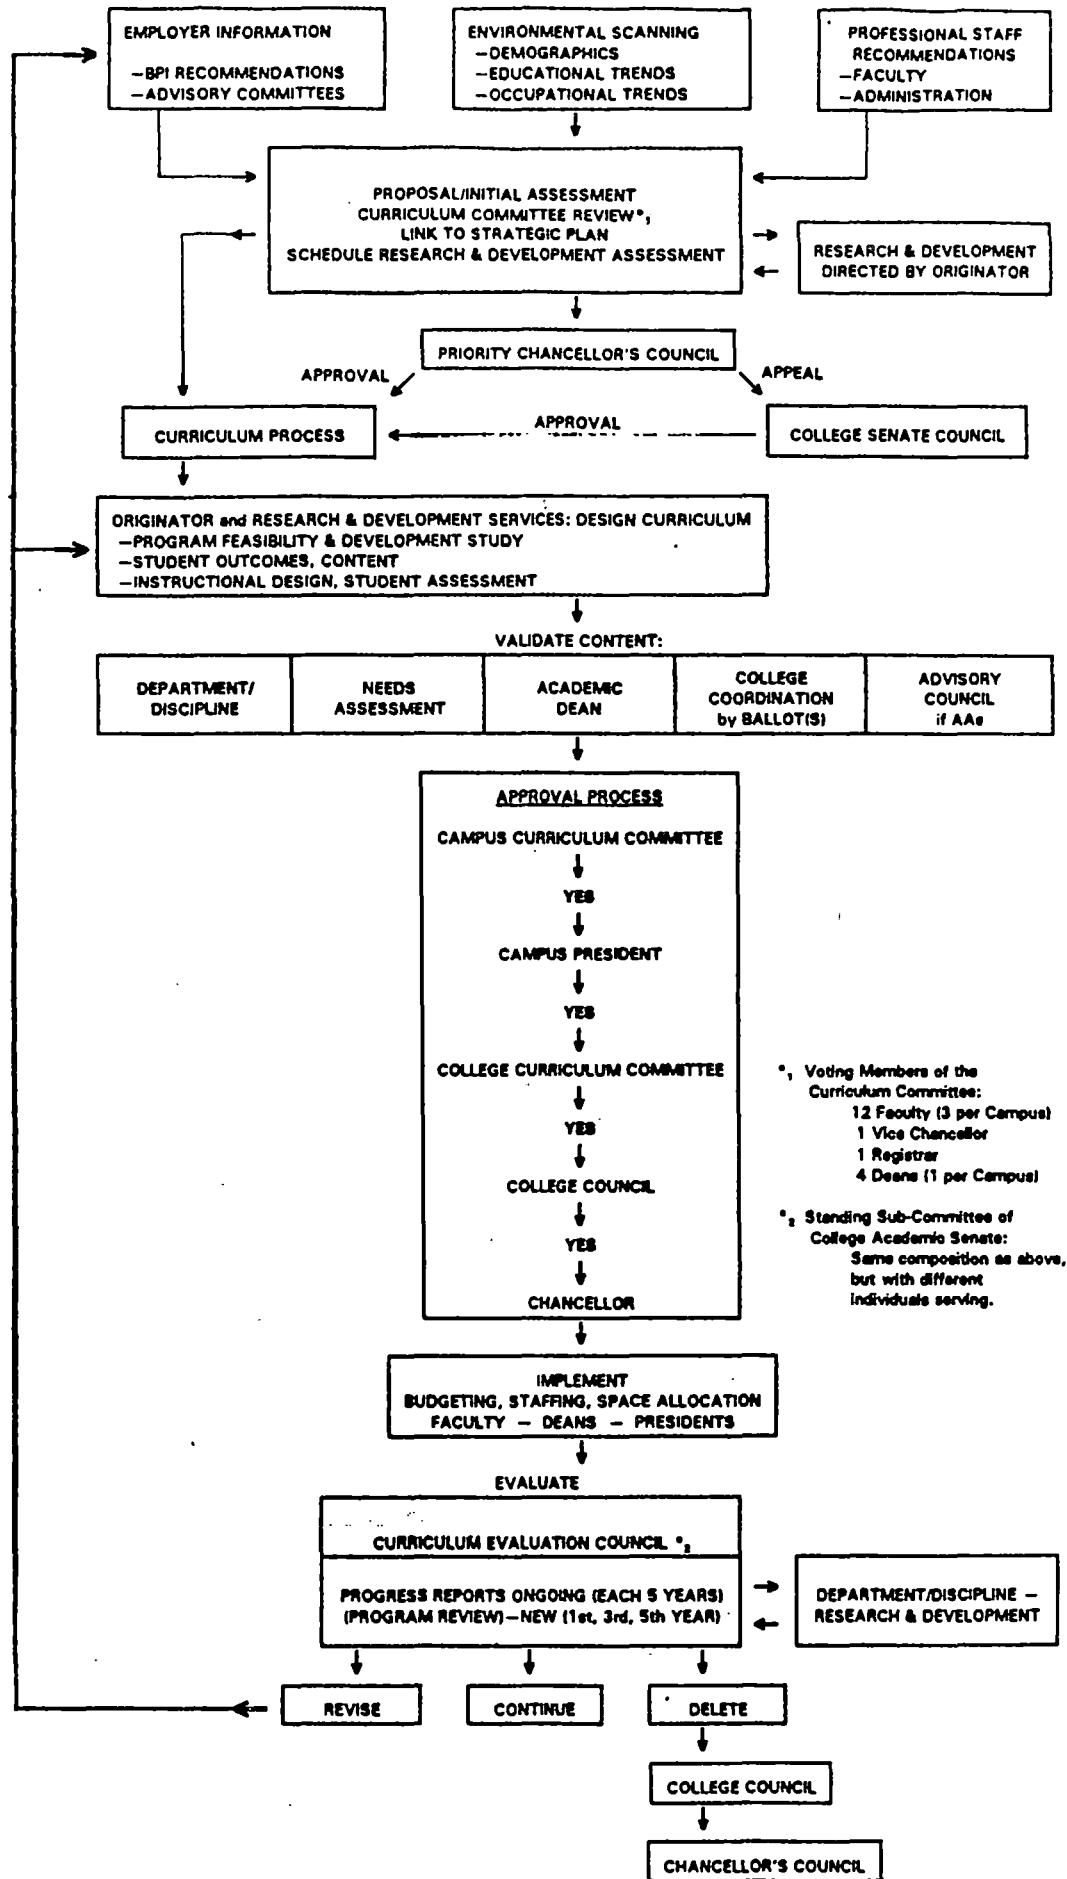 EMPLOYER INFORMATION
—BPI RECOMMENDATIONS
—ADVISORY COMMITTEES
ENVIRONMENTAL SCANNING
—DEMOGRAPHICS
—EDUCATIONAL TRENDS
—OCCUPATIONAL TRENDS
PROFESSIONAL STAFF
RECOMMENDATIONS
—FACULTY
—ADMINISTRATION
PROPOSAL/INITIAL ASSESSMENT
CURRICULUM COMMITTEE REVIEW*1
LINK TO STRATEGIC PLAN
SCHEDULE RESEARCH & DEVELOPMENT ASSESSMENT
RESEARCH & DEVELOPMENT
DIRECTED BY ORIGINATOR
PRIORITY CHANCELLOR'S COUNCIL
APPROVAL
APPEAL
CURRICULUM PROCESS
APPROVAL
COLLEGE SENATE COUNCIL
ORIGINATOR and RESEARCH & DEVELOPMENT SERVICES: DESIGN CURRICULUM
—PROGRAM FEASIBILITY & DEVELOPMENT STUDY
—STUDENT OUTCOMES, CONTENT
—INSTRUCTIONAL DESIGN, STUDENT ASSESSMENT
VALIDATE CONTENT:
DEPARTMENT/
DISCIPLINE
NEEDS
ASSESSMENT
ACADEMIC
DEAN
COLLEGE
COORDINATION
by BALLOT(S)
ADVISORY
COUNCIL
if AAs
APPROVAL PROCESS
CAMPUS CURRICULUM COMMITTEE
YES
CAMPUS PRESIDENT
YES
COLLEGE CURRICULUM COMMITTEE
YES
COLLEGE COUNCIL
YES
CHANCELLOR
*1 Voting Members of the
Curriculum Committee:
12 Faculty (3 per Campus)
1 Vice Chancellor
1 Registrar
4 Deans (1 per Campus)
*2 Standing Sub-Committee of
College Academic Senate:
Same composition as above,
but with different
individuals serving.
IMPLEMENT
BUDGETING, STAFFING, SPACE ALLOCATION
FACULTY — DEANS — PRESIDENTS
EVALUATE
CURRICULUM EVALUATION COUNCIL *2
PROGRESS REPORTS ONGOING (EACH 5 YEARS)
(PROGRAM REVIEW)—NEW (1st, 3rd, 5th YEAR)
DEPARTMENT/DISCIPLINE —
RESEARCH & DEVELOPMENT
REVISE
CONTINUE
DELETE
COLLEGE COUNCIL
CHANCELLOR'S COUNCIL